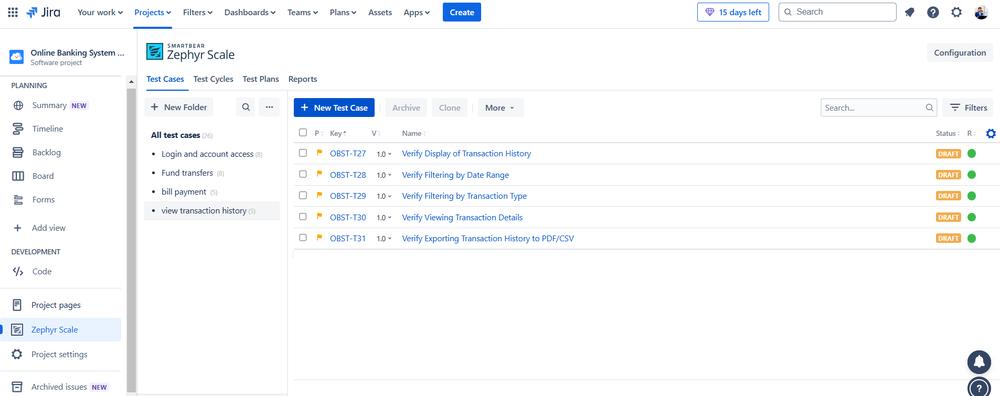 Jira Your work Projects Filters Dashboards Teams Plans Assets Apps Create 15 days left Search
Online Banking System ...
Software project
PLANNING
Summary NEW
Timeline
Backlog
Board
Forms
Add view
DEVELOPMENT
Code
Project pages
Zephyr Scale
Project settings
Archived issues NEW
SMARTBEAR
Zephyr Scale
Configuration
Test Cases Test Cycles Test Plans Reports
+ New Folder ...
All test cases (26)
• Login and account access (8)
• Fund transfers (8)
• bill payment (5)
• view transaction history (5)
+ New Test Case Archive Clone More Search... Filters
P Key V Name Status R
OBST-T27 1.0 Verify Display of Transaction History DRAFT
OBST-T28 1.0 Verify Filtering by Date Range DRAFT
OBST-T29 1.0 Verify Filtering by Transaction Type DRAFT
OBST-T30 1.0 Verify Viewing Transaction Details DRAFT
OBST-T31 1.0 Verify Exporting Transaction History to PDF/CSV DRAFT